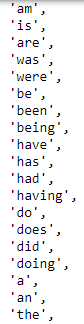 'am',
'is',
'are',
'was',
'were',
'be',
'been',
'being',
'have',
'has',
'had',
'having',
'do',
'does',
'did',
'doing',
'a',
'an',
'the',